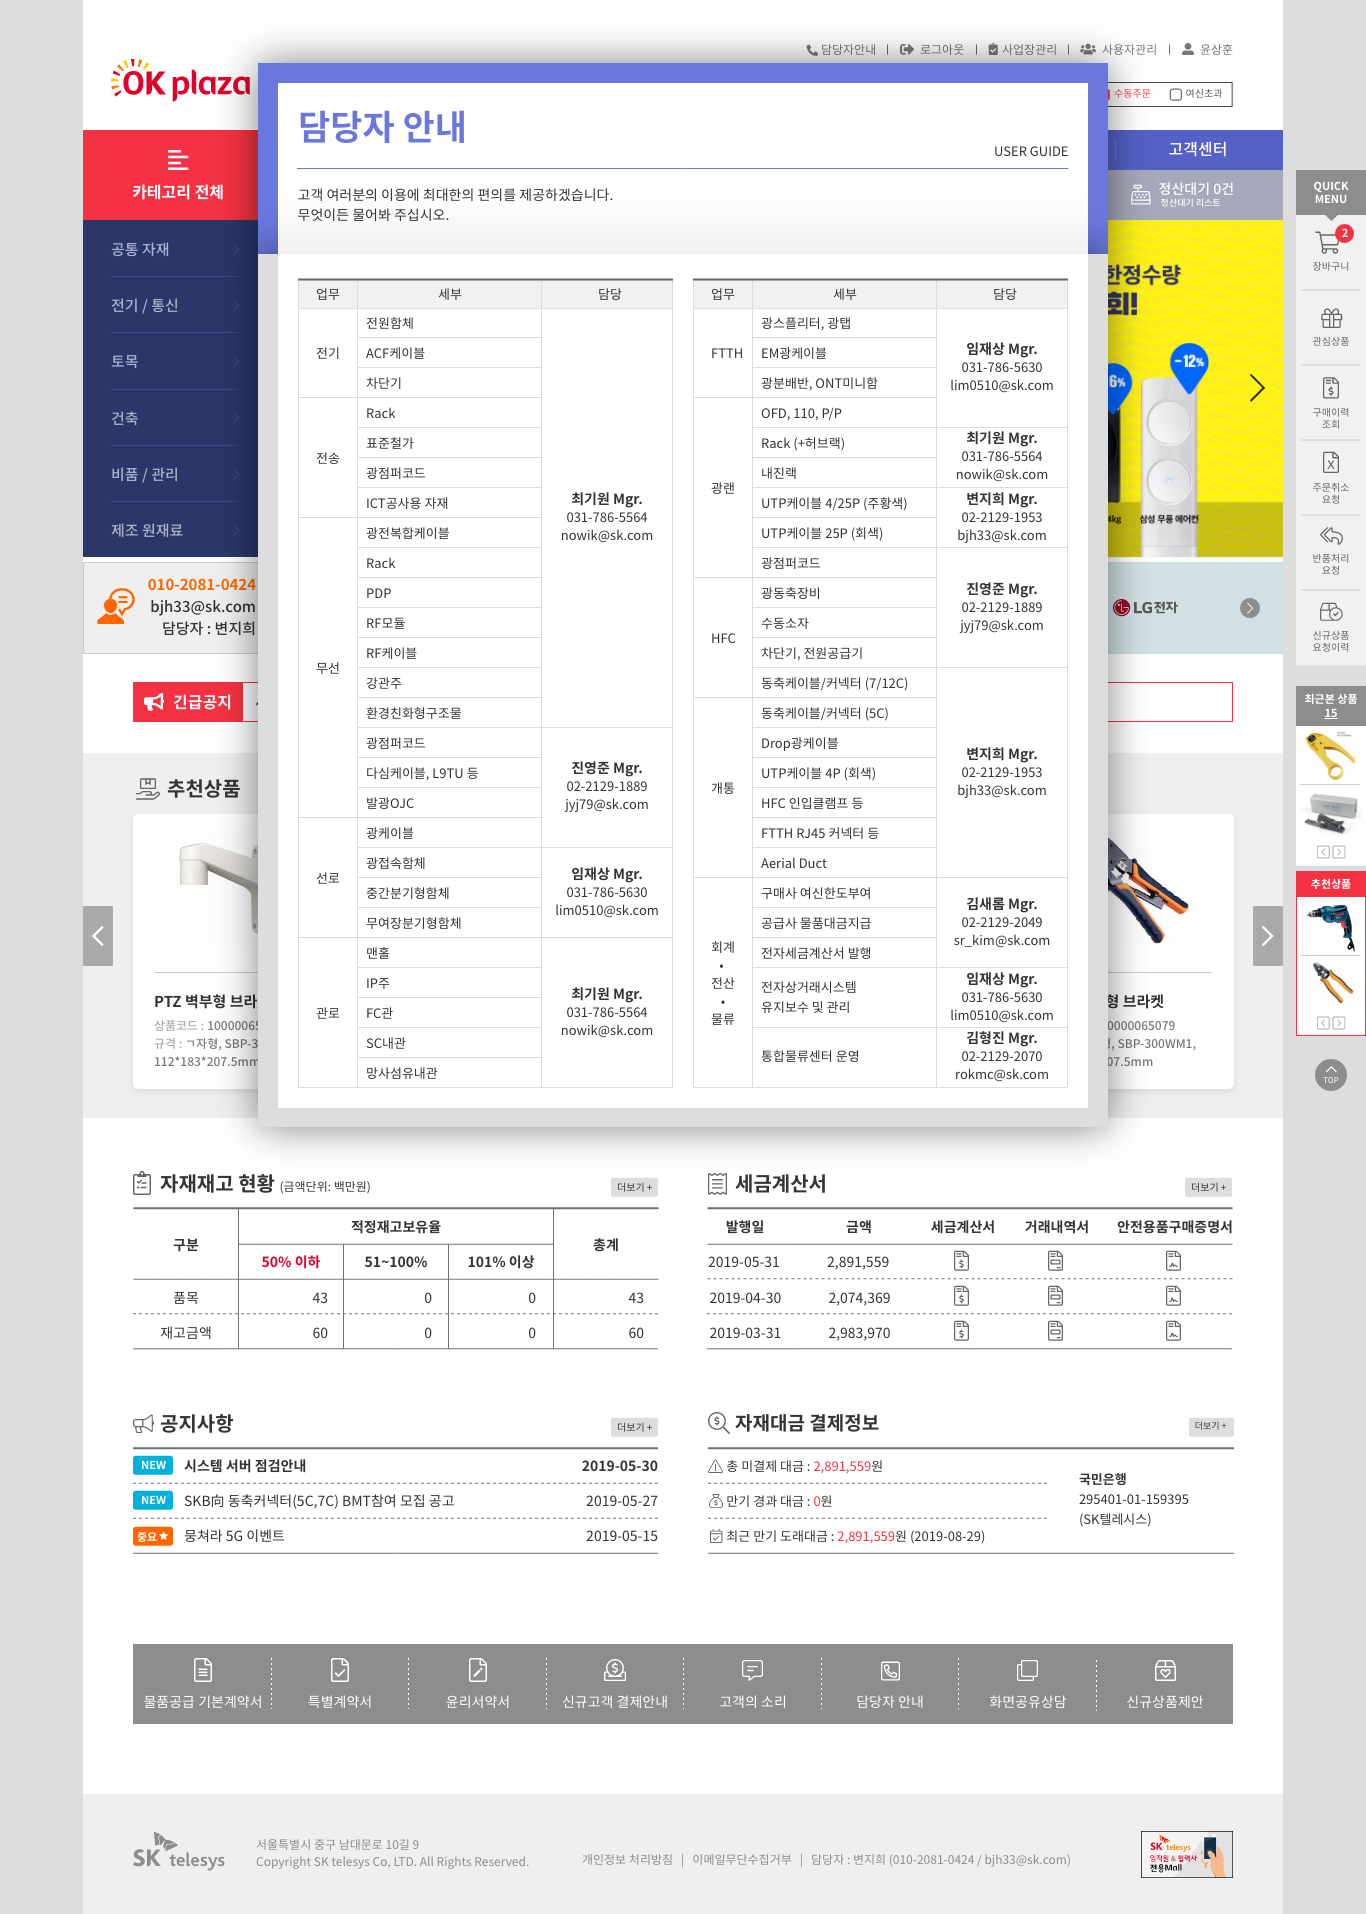 담당자안내 | 로그아웃 | 사업장관리 | 사용자관리 | 윤상훈
OK plaza
수동주문 여신초과
카테고리 전체
고객센터
정산대기 0건
정산대기 리스트
공통 자재
전기 / 통신
토목
건축
비품 / 관리
제조 원재료
한정수량
회!
6%
-12%
4kg
삼성 무풍 에어컨
010-2081-0424
bjh33@sk.com
담당자 : 변지희
LG전자
긴급공지
추천상품
PTZ 벽부형 브라
상품코드 : 10000065
규격 : ㄱ자형, SBP-3
112*183*207.5mm
형 브라켓
0000065079
, SBP-300WM1,
07.5mm
담당자 안내
USER GUIDE
고객 여러분의 이용에 최대한의 편의를 제공하겠습니다.
무엇이든 물어봐 주십시오.
업무 세부 담당
전기
전원함체
ACF케이블
차단기
전송
Rack
표준철가
광점퍼코드
ICT공사용 자재
최기원 Mgr.
031-786-5564
nowik@sk.com
무선
광전복합케이블
Rack
PDP
RF모듈
RF케이블
강관주
환경친화형구조물
광점퍼코드
다심케이블, L9TU 등
발광OJC
진영준 Mgr.
02-2129-1889
jyj79@sk.com
선로
광케이블
광접속함체
중간분기형함체
무여장분기형함체
임재상 Mgr.
031-786-5630
lim0510@sk.com
관로
맨홀
IP주
FC관
SC내관
망사섬유내관
최기원 Mgr.
031-786-5564
nowik@sk.com
업무 세부 담당
FTTH
광스플리터, 광탭
EM광케이블
광분배반, ONT미니함
임재상 Mgr.
031-786-5630
lim0510@sk.com
광랜
OFD, 110, P/P
Rack (+허브랙)
내진랙
최기원 Mgr.
031-786-5564
nowik@sk.com
UTP케이블 4/25P (주황색)
UTP케이블 25P (회색)
변지희 Mgr.
02-2129-1953
bjh33@sk.com
광점퍼코드
HFC
광동축장비
수동소자
차단기, 전원공급기
진영준 Mgr.
02-2129-1889
jyj79@sk.com
동축케이블/커넥터 (7/12C)
개통
동축케이블/커넥터 (5C)
Drop광케이블
UTP케이블 4P (회색)
HFC 인입클램프 등
FTTH RJ45 커넥터 등
Aerial Duct
변지희 Mgr.
02-2129-1953
bjh33@sk.com
회계
•
전산
•
물류
구매사 여신한도부여
공급사 물품대금지급
전자세금계산서 발행
김새롬 Mgr.
02-2129-2049
sr_kim@sk.com
전자상거래시스템
유지보수 및 관리
임재상 Mgr.
031-786-5630
lim0510@sk.com
통합물류센터 운영
김형진 Mgr.
02-2129-2070
rokmc@sk.com
QUICK
MENU
2
장바구니
관심상품
구매이력
조회
주문취소
요청
반품처리
요청
신규상품
요청이력
최근본 상품
15
추천상품
TOP
자재재고 현황 (금액단위: 백만원)
더보기 +
구분 적정재고보유율 총계
50% 이하 51~100% 101% 이상
품목 43 0 0 43
재고금액 60 0 0 60
세금계산서
더보기 +
발행일 금액 세금계산서 거래내역서 안전용품구매증명서
2019-05-31 2,891,559
2019-04-30 2,074,369
2019-03-31 2,983,970
공지사항
더보기 +
NEW 시스템 서버 점검안내 2019-05-30
NEW SKB向 동축커넥터(5C,7C) BMT참여 모집 공고 2019-05-27
중요★ 뭉쳐라 5G 이벤트 2019-05-15
자재대금 결제정보
더보기 +
총 미결제 대금 : 2,891,559원
만기 경과 대금 : 0원
최근 만기 도래대금 : 2,891,559원 (2019-08-29)
국민은행
295401-01-159395
(SK텔레시스)
물품공급 기본계약서
특별계약서
윤리서약서
신규고객 결제안내
고객의 소리
담당자 안내
화면공유상담
신규상품제안
SK telesys
서울특별시 중구 남대문로 10길 9
Copyright SK telesys Co, LTD. All Rights Reserved.
개인정보 처리방침 | 이메일무단수집거부 | 담당자 : 변지희 (010-2081-0424 / bjh33@sk.com)
SK telesys
임직원 & 협력사
전용Mall